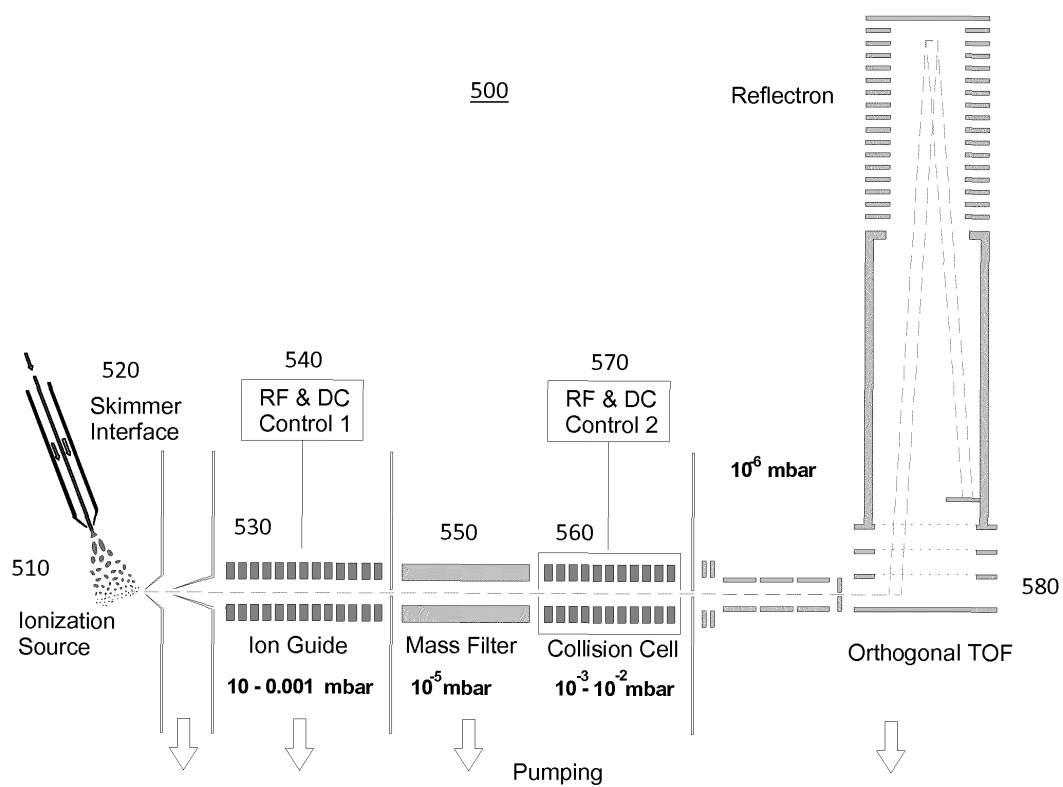 500
Reflectron
520
Skimmer
Interface
540
RF & DC
Control 1
570
RF & DC
Control 2
10-6 mbar
530
550
560
510
Ionization
Source
580
Ion Guide
Mass Filter
Collision Cell
Orthogonal TOF
10 - 0.001 mbar
10-5 mbar
10-3 - 10-2 mbar
Pumping